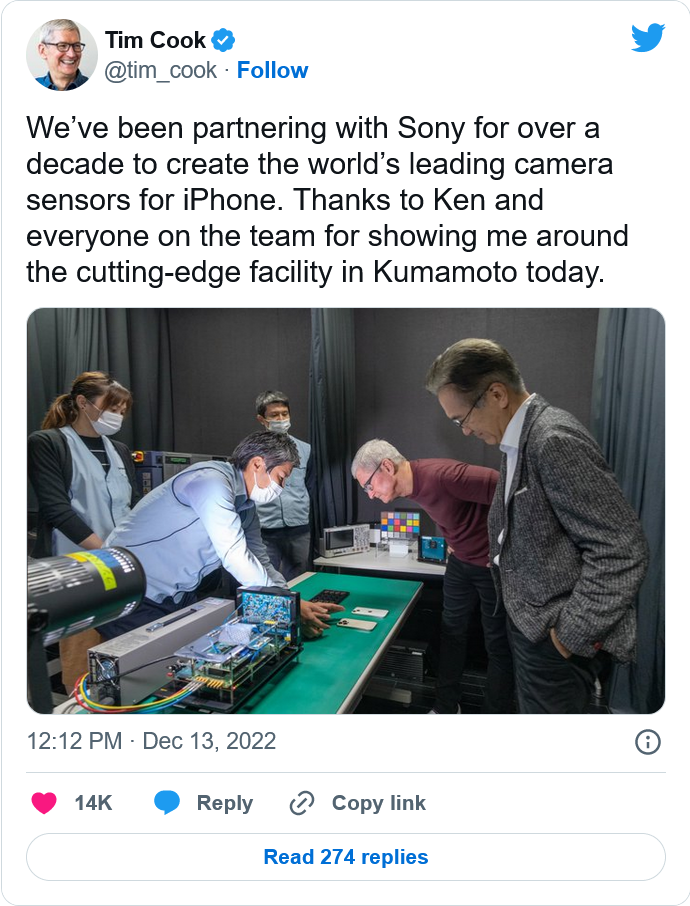 Tim Cook
@tim_cook · Follow
We’ve been partnering with Sony for over a
decade to create the world’s leading camera
sensors for iPhone. Thanks to Ken and
everyone on the team for showing me around
the cutting-edge facility in Kumamoto today.
12:12 PM · Dec 13, 2022
14K Reply Copy link
Read 274 replies